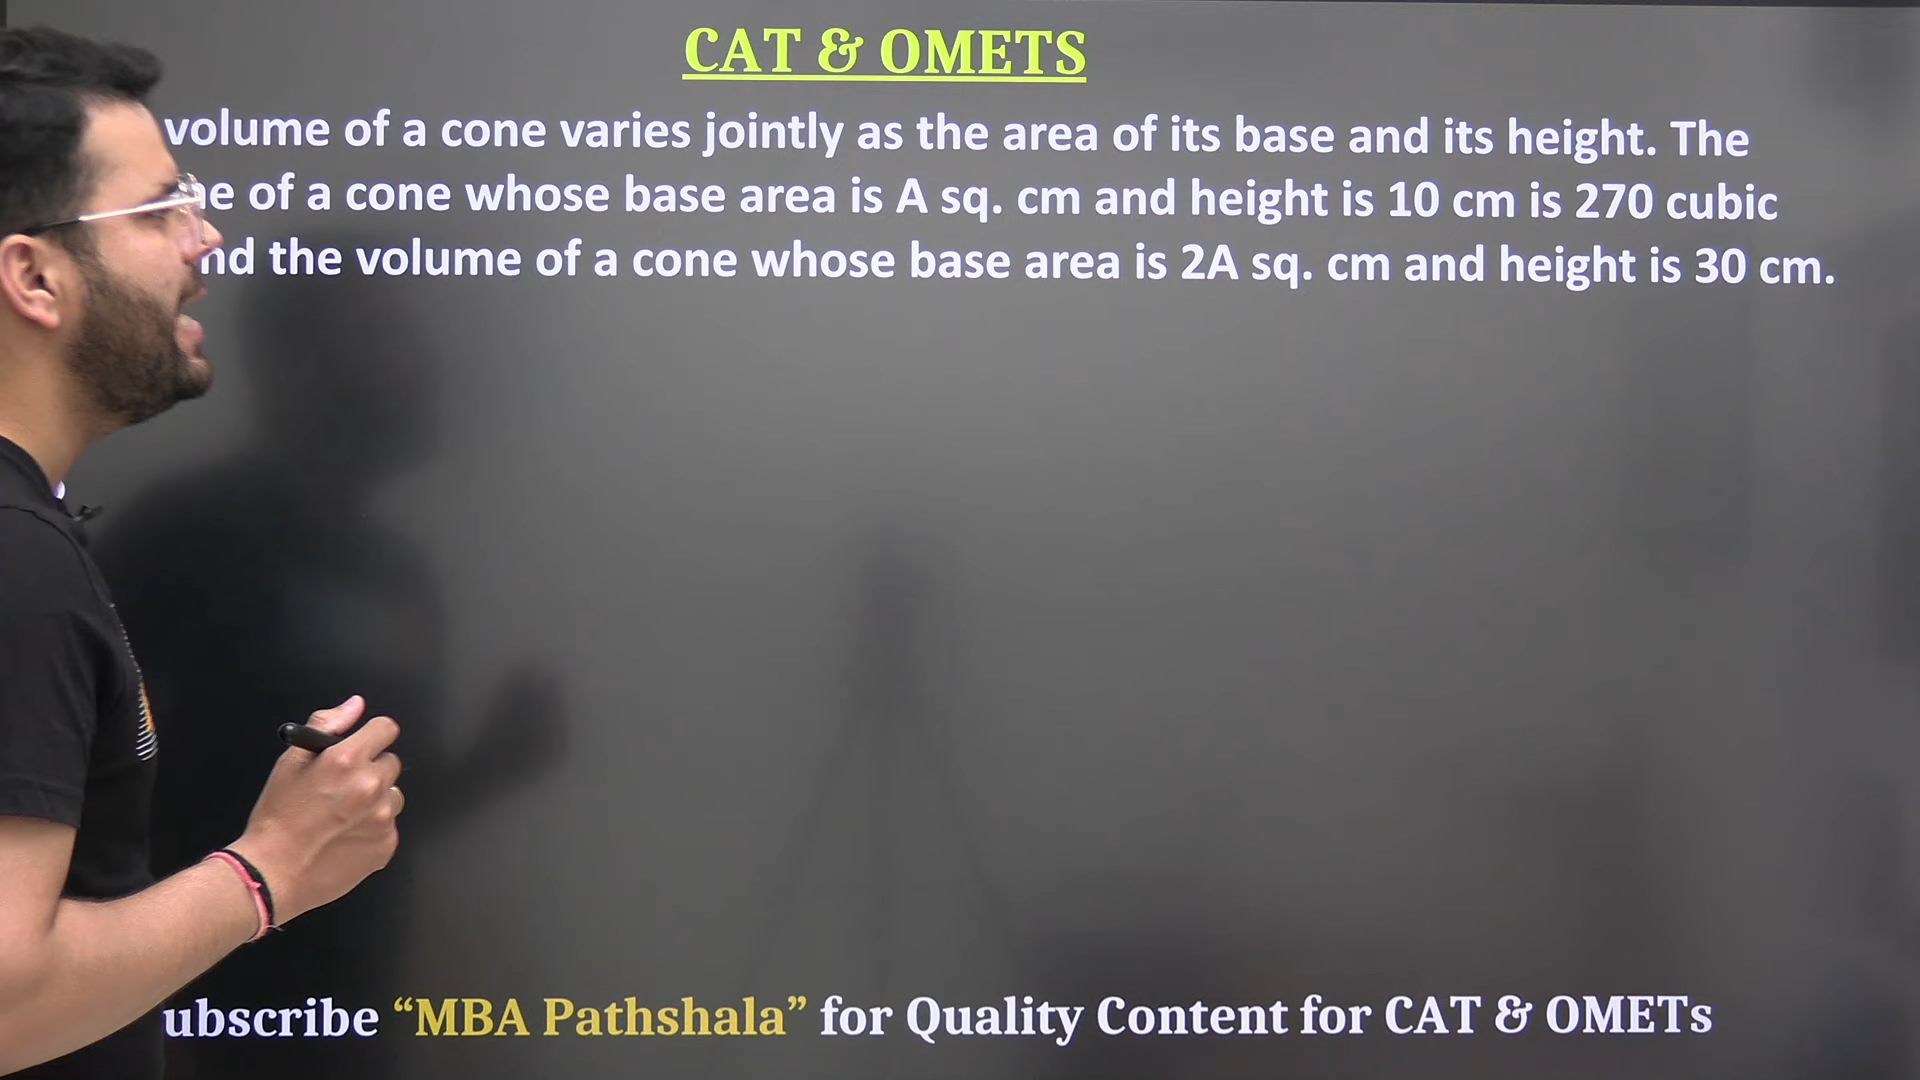 CAT & OMETS
volume of a cone varies jointly as the area of its base and its height. The
of a cone whose base area is A sq. cm and height is 10 cm is 270 cubic
the volume of a cone whose base area is 2A sq. cm and height is 30 cm.
“MBA Pathshala” for Quality Content for CAT & OMETs